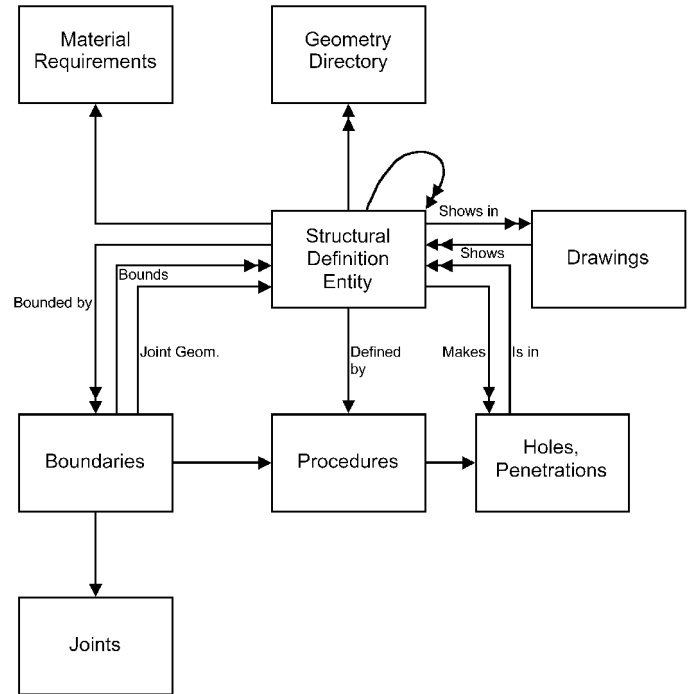 Material
Requirements
Geometry
Directory
Shows in
Structural
Definition
Entity
Shows
Drawings
Bounds
Bounded by
Joint Geom.
Defined
by
Makes
Is in
Boundaries
Procedures
Holes,
Penetrations
Joints